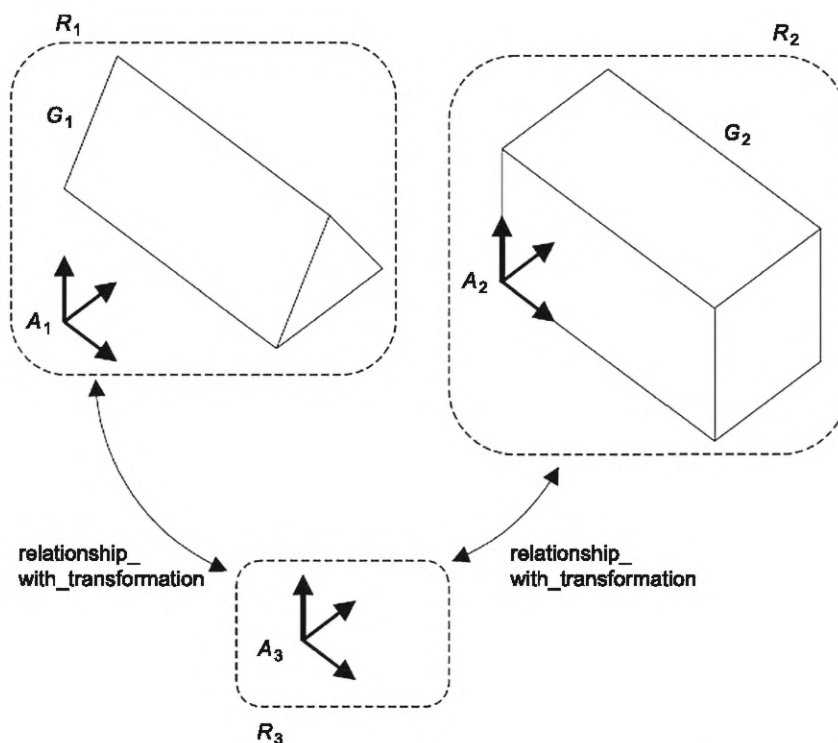 R1
R2
G1
G2
A1
A2
relationship_
with_transformation
relationship_
with_transformation
A3
R3